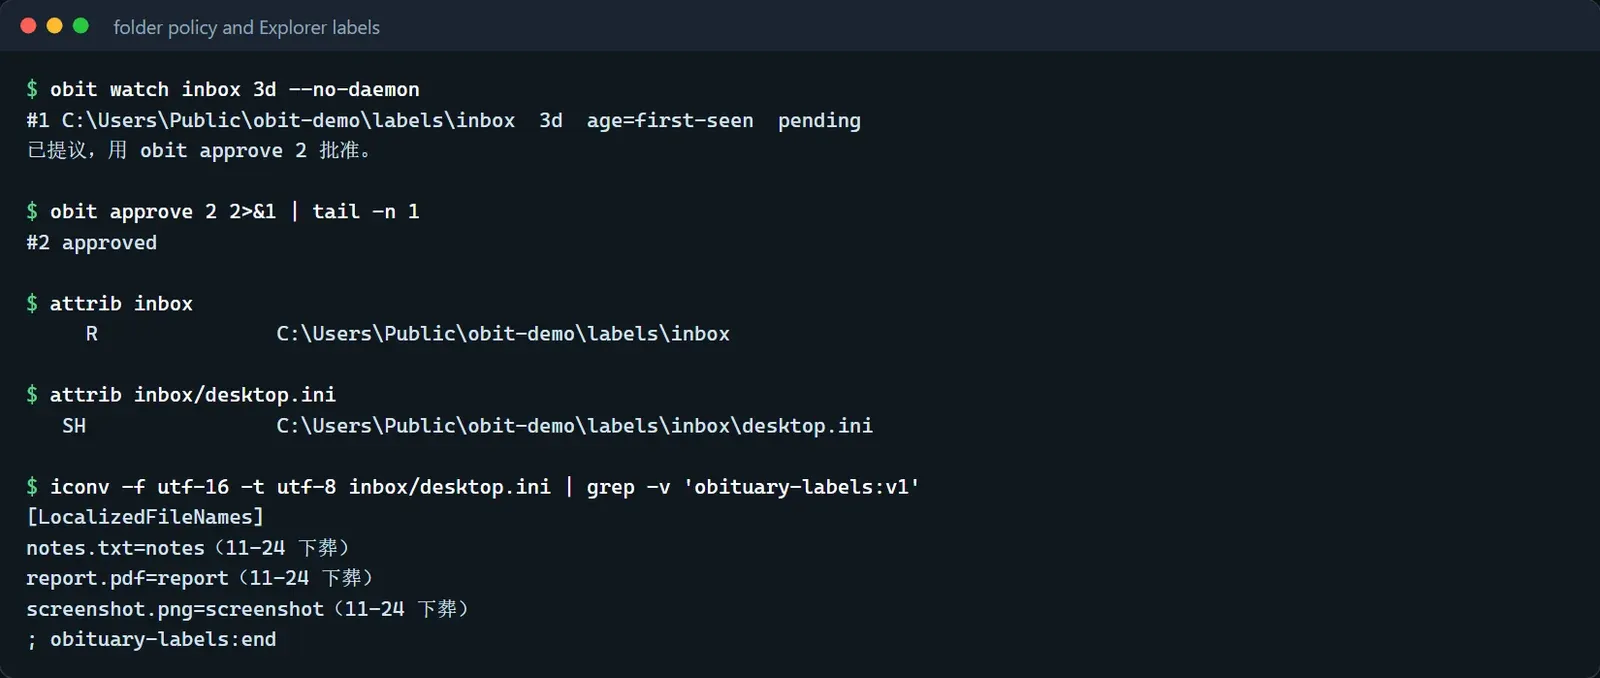 folder policy and Explorer labels
$ obit watch inbox 3d --no-daemon
#1 C:\Users\Public\obit-demo\labels\inbox  3d  age=first-seen  pending
已提议，用 obit approve 2 批准。
$ obit approve 2 2>&1 | tail -n 1
#2 approved
$ attrib inbox
     R               C:\Users\Public\obit-demo\labels\inbox
$ attrib inbox/desktop.ini
   SH                C:\Users\Public\obit-demo\labels\inbox\desktop.ini
$ iconv -f utf-16 -t utf-8 inbox/desktop.ini | grep -v 'obituary-labels:v1'
[LocalizedFileNames]
notes.txt=notes（11-24 下葬）
report.pdf=report（11-24 下葬）
screenshot.png=screenshot（11-24 下葬）
; obituary-labels:end